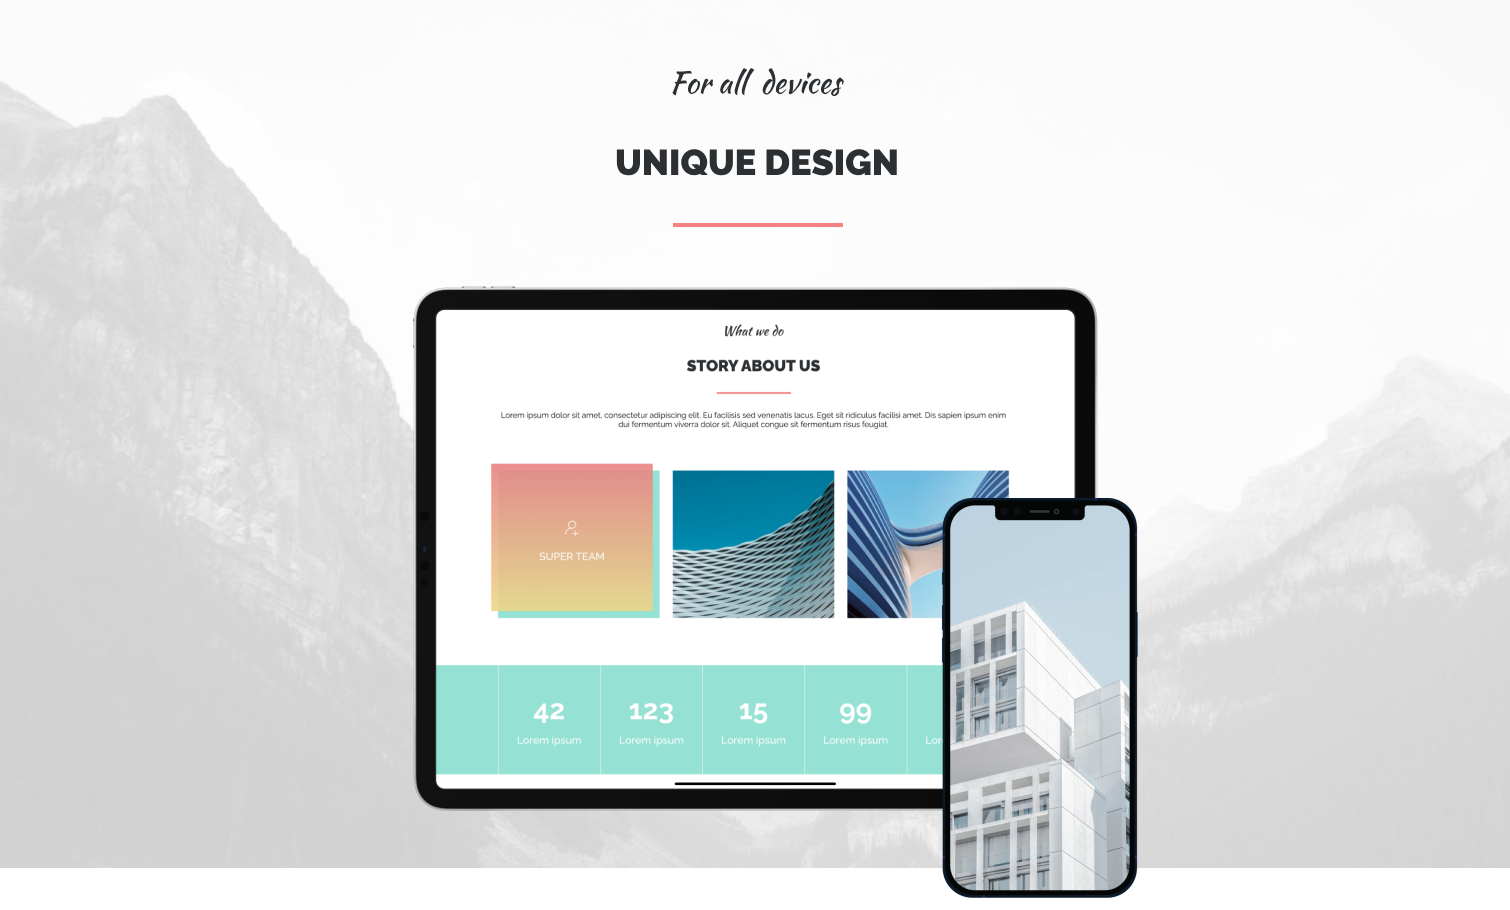 For all devices
UNIQUE DESIGN
What we do
STORY ABOUT US
Lorem ipsum dolor sit amet, consectetur adipiscing elit. Eu facilisis sed venenatis lacus. Eget sit ridiculus facilisi amet. Dis sapien ipsum enim
dui fermentum viverra dolor sit. Aliquet congue sit fermentum risus feugiat.
SUPER TEAM
42 123 15 99
Lorem ipsum Lorem ipsum Lorem ipsum Lorem ipsum Lor